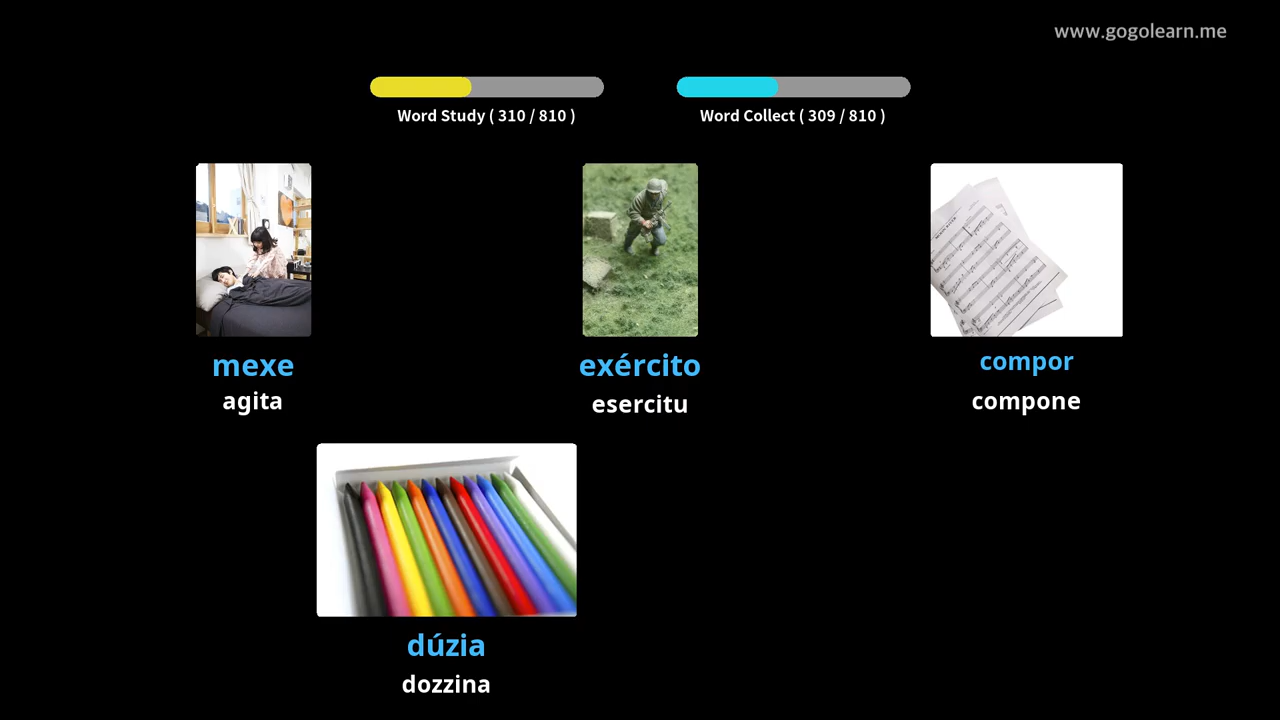 www.gogolearn.me
Word Study ( 310 / 810 )
Word Collect ( 309 / 810 )
mexe
agita
exército
esercitu
compor
compone
dúzia
dozzina